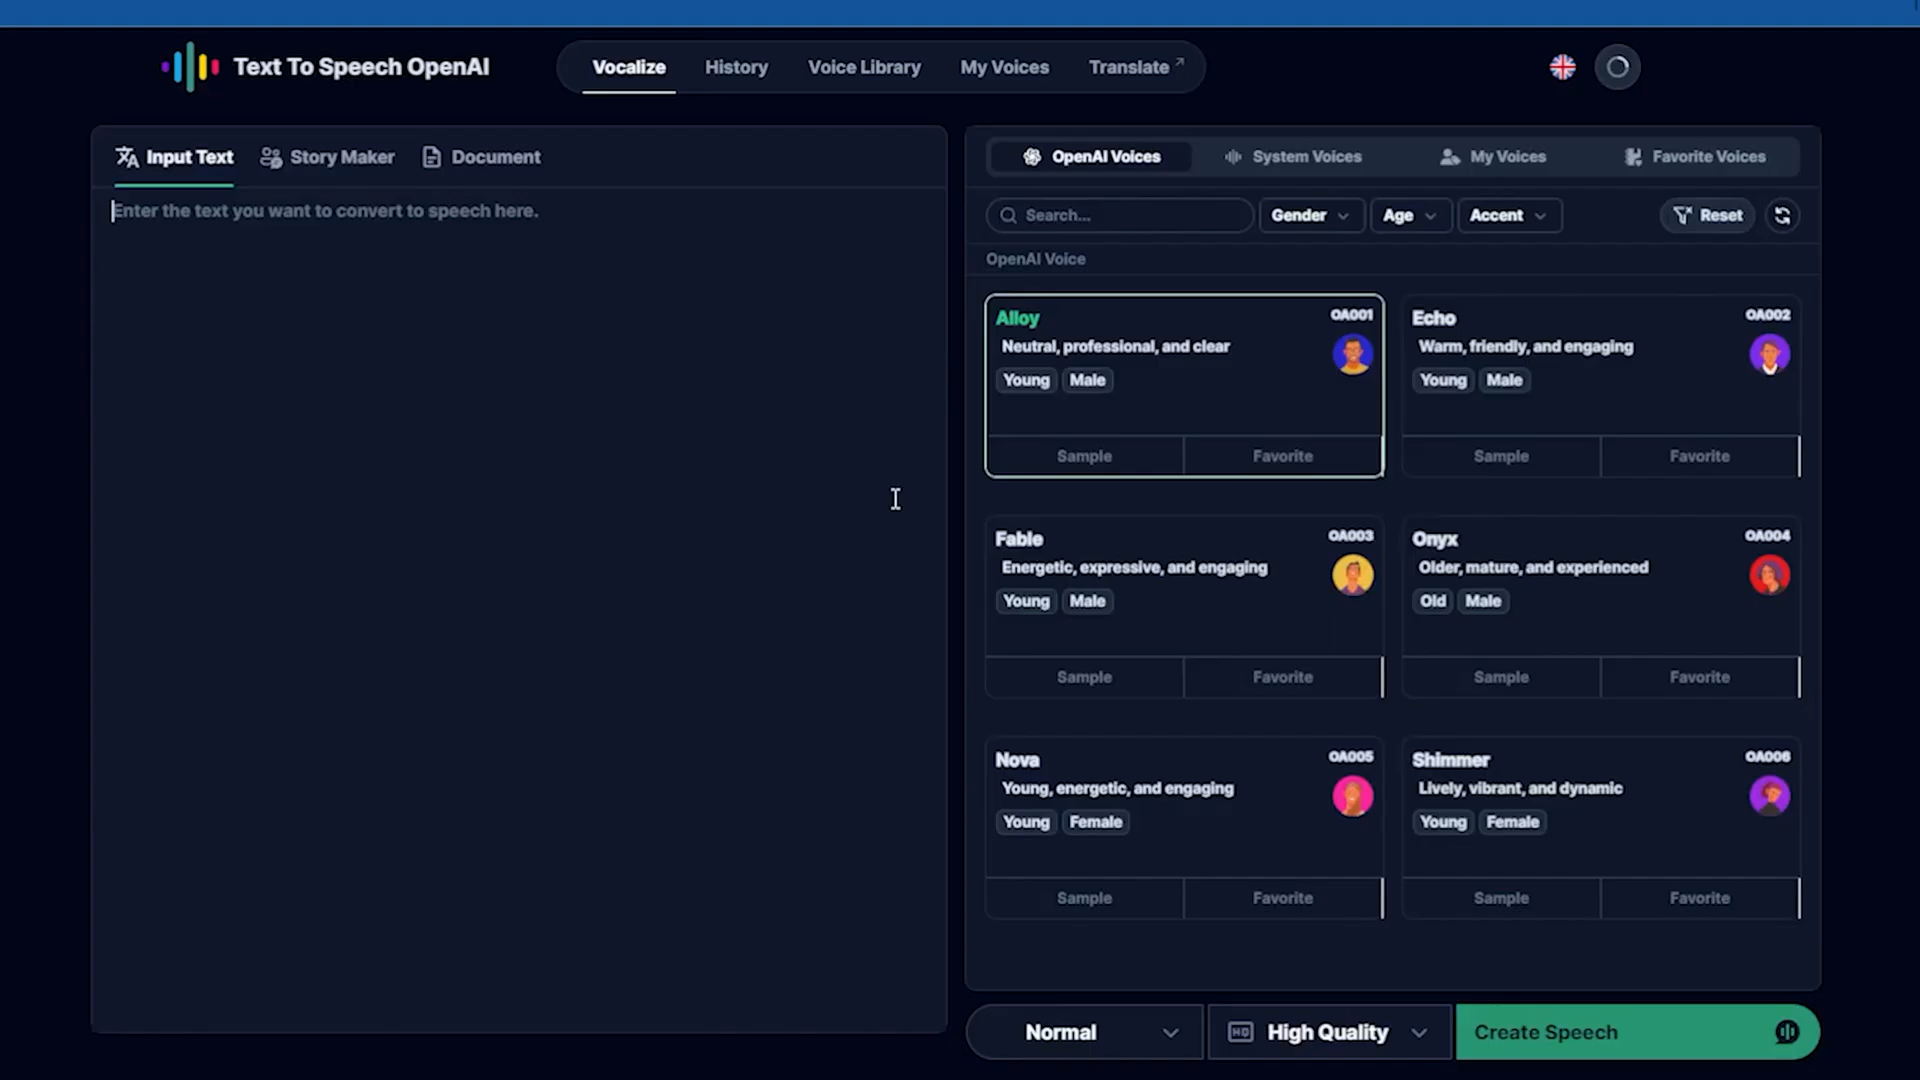 Text To Speech OpenAI
Vocalize
History
Voice Library
My Voices
Translate
Input Text
Story Maker
Document
Enter the text you want to convert to speech here.
OpenAI Voices
System Voices
My Voices
Favorite Voices
Search...
Gender
Age
Accent
Reset
OpenAI Voice
Alloy
OA001
Neutral, professional, and clear
Young Male
Sample Favorite
Echo
OA002
Warm, friendly, and engaging
Young Male
Sample Favorite
Fable
OA003
Energetic, expressive, and engaging
Young Male
Sample Favorite
Onyx
OA004
Older, mature, and experienced
Old Male
Sample Favorite
Nova
OA005
Young, energetic, and engaging
Young Female
Sample Favorite
Shimmer
OA006
Lively, vibrant, and dynamic
Young Female
Sample Favorite
Normal
HQ High Quality
Create Speech